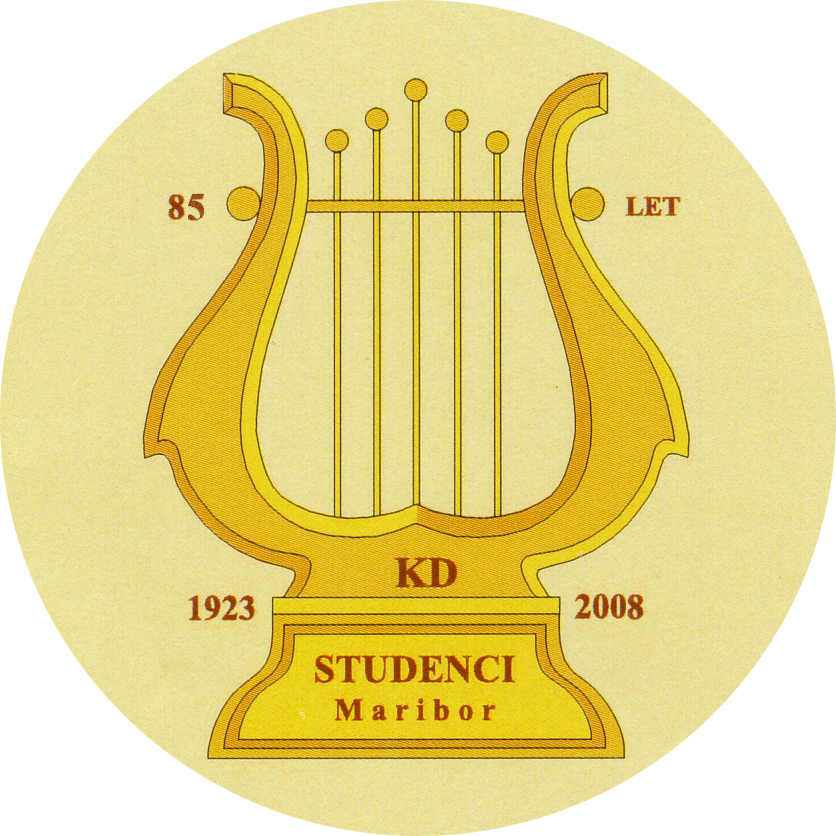 85 LET
KD
1923 2008
STUDENCI
Maribor